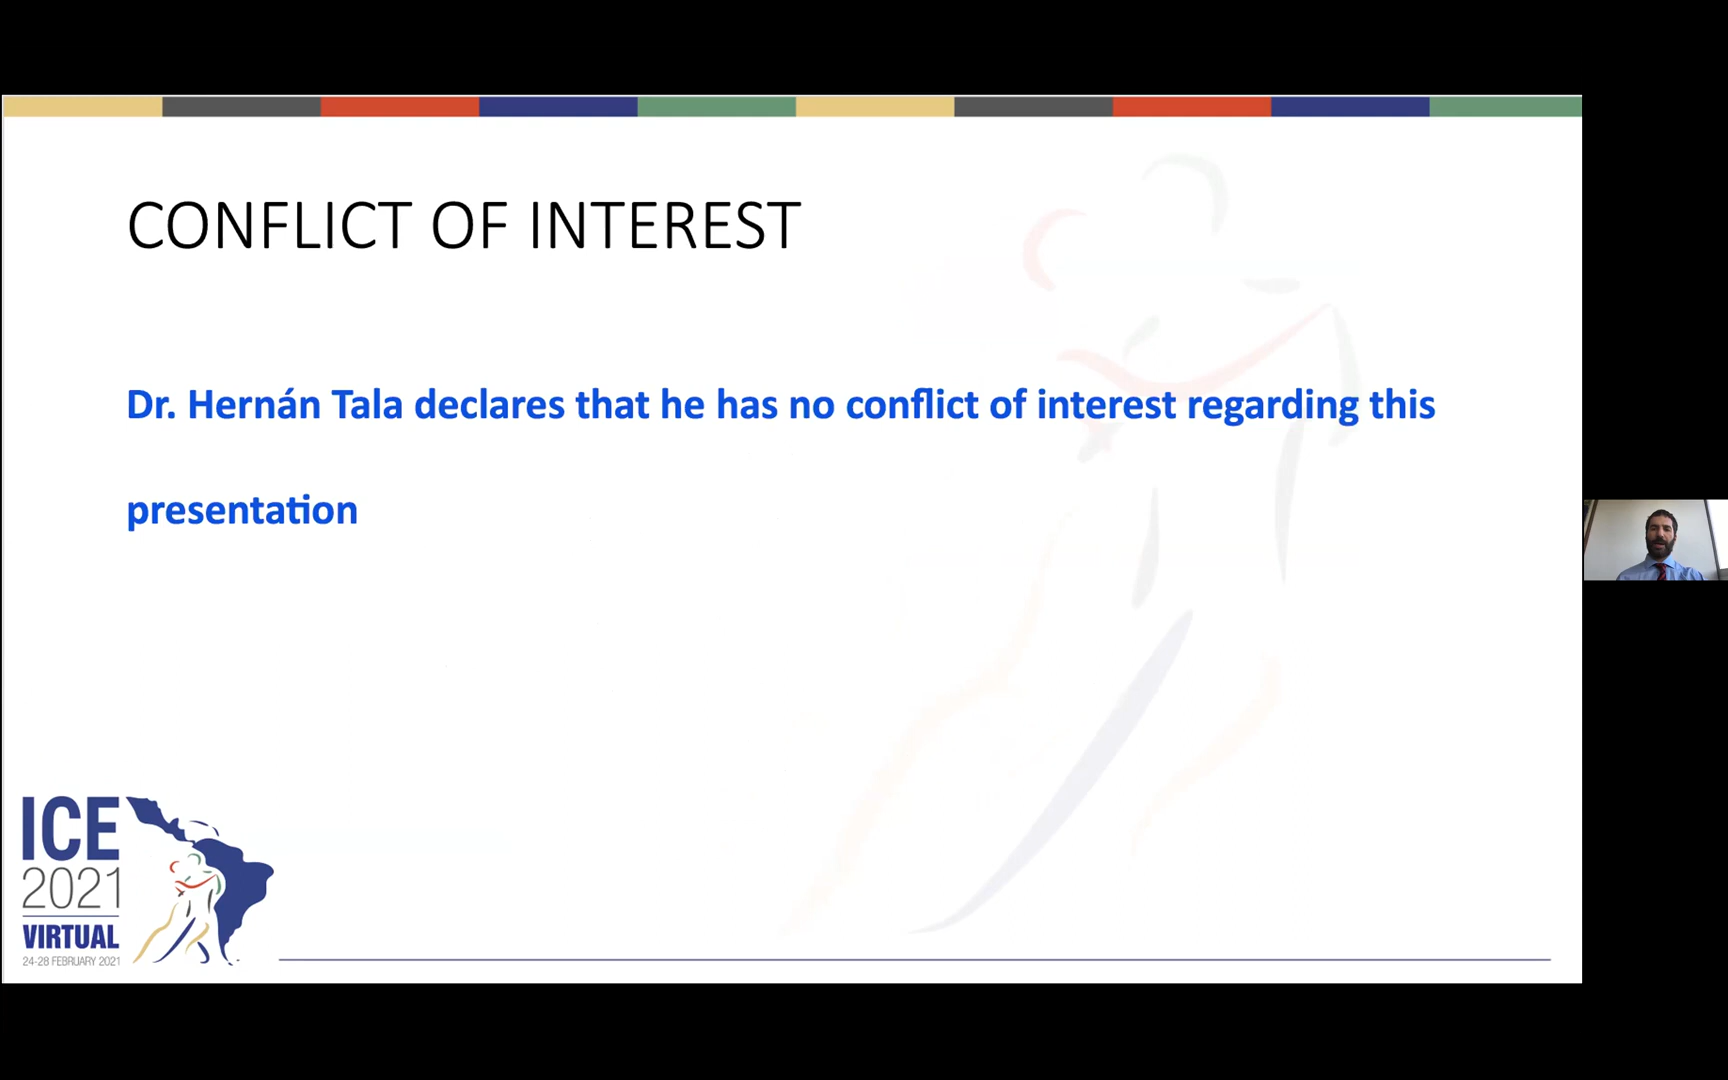 CONFLICT OF INTEREST
Dr. Hernán Tala declares that he has no conflict of interest regarding this
presentation
ICE
2021
VIRTUAL
24-28 FEBRUARY 2021